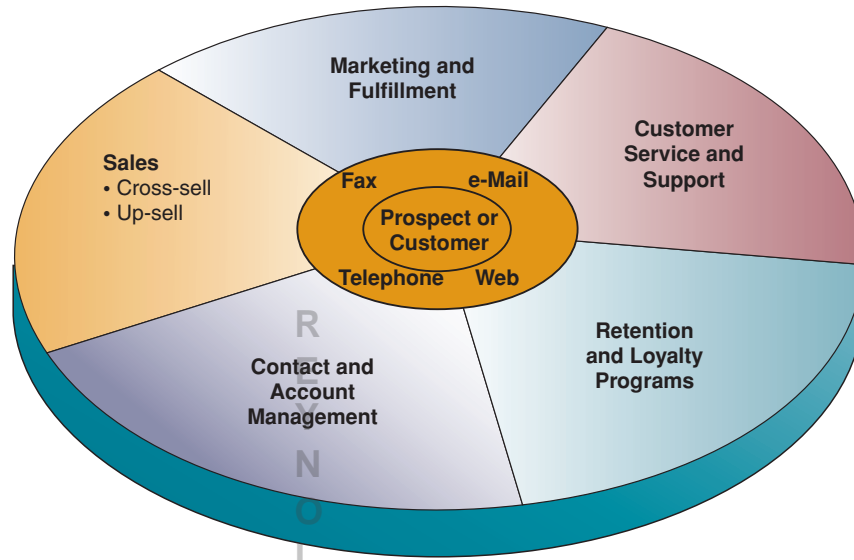 Marketing and
Fulfillment
Customer
Service and
Support
Sales
• Cross-sell
• Up-sell
Fax e-Mail
Prospect or
Customer
Telephone Web
Retention
and Loyalty
Programs
Contact and
Account
Management
R
E
Y
N
O